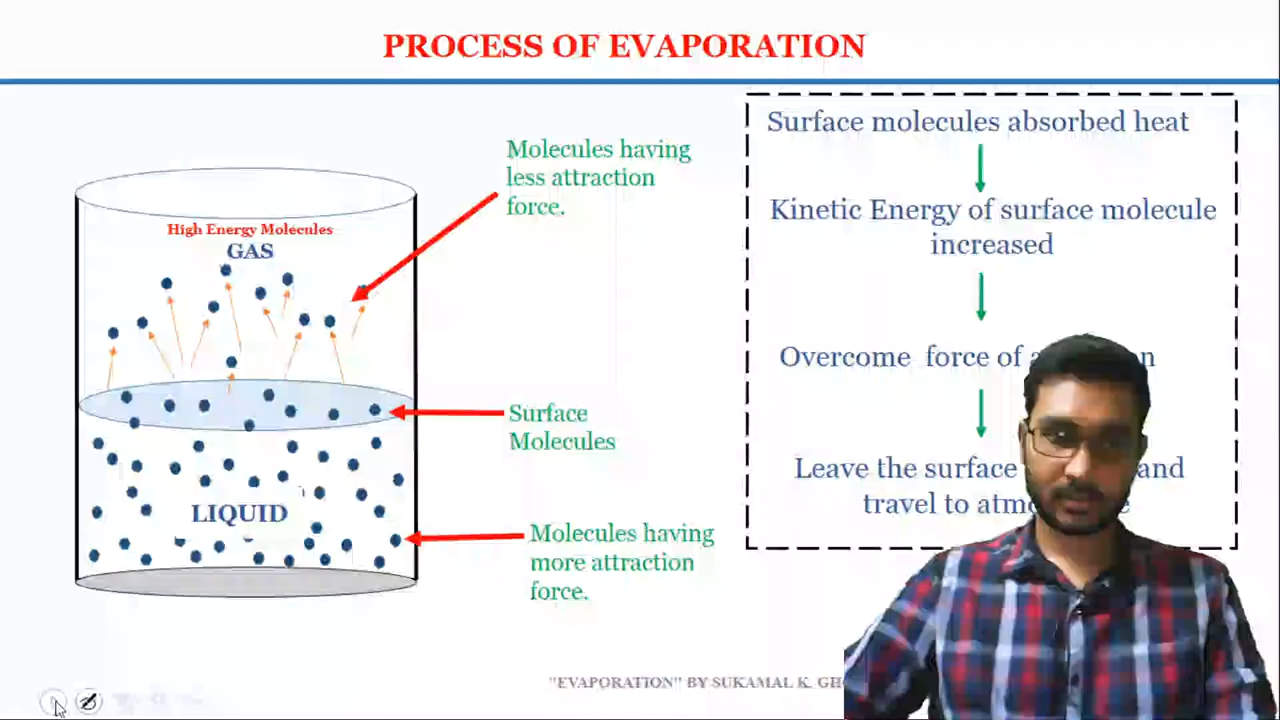 PROCESS OF EVAPORATION
Molecules having
less attraction
force.
High Energy Molecules
GAS
Surface
Molecules
LIQUID
Molecules having
more attraction
force.
Surface molecules absorbed heat
Kinetic Energy of surface molecule
increased
Overcome force of
Leave the surface and
travel to
"EVAPORATION" BY SUKAMAL K.